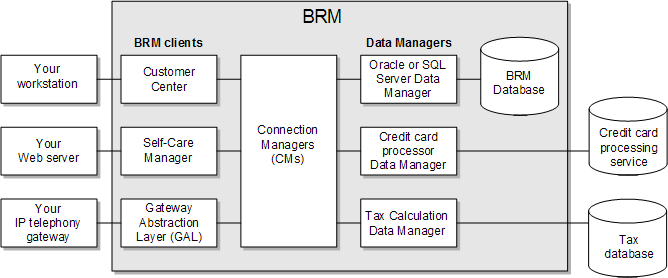 BRM
BRM clients
Data Managers
Your
workstation
Customer
Center
Oracle or SQL
Server Data
Manager
BRM
Database
Your
Web server
Self-Care
Manager
Connection
Managers
(CMs)
Credit card
processor
Data Manager
Credit card
processing
service
Your
IP telephony
gateway
Gateway
Abstraction
Layer (GAL)
Tax Calculation
Data Manager
Tax
database